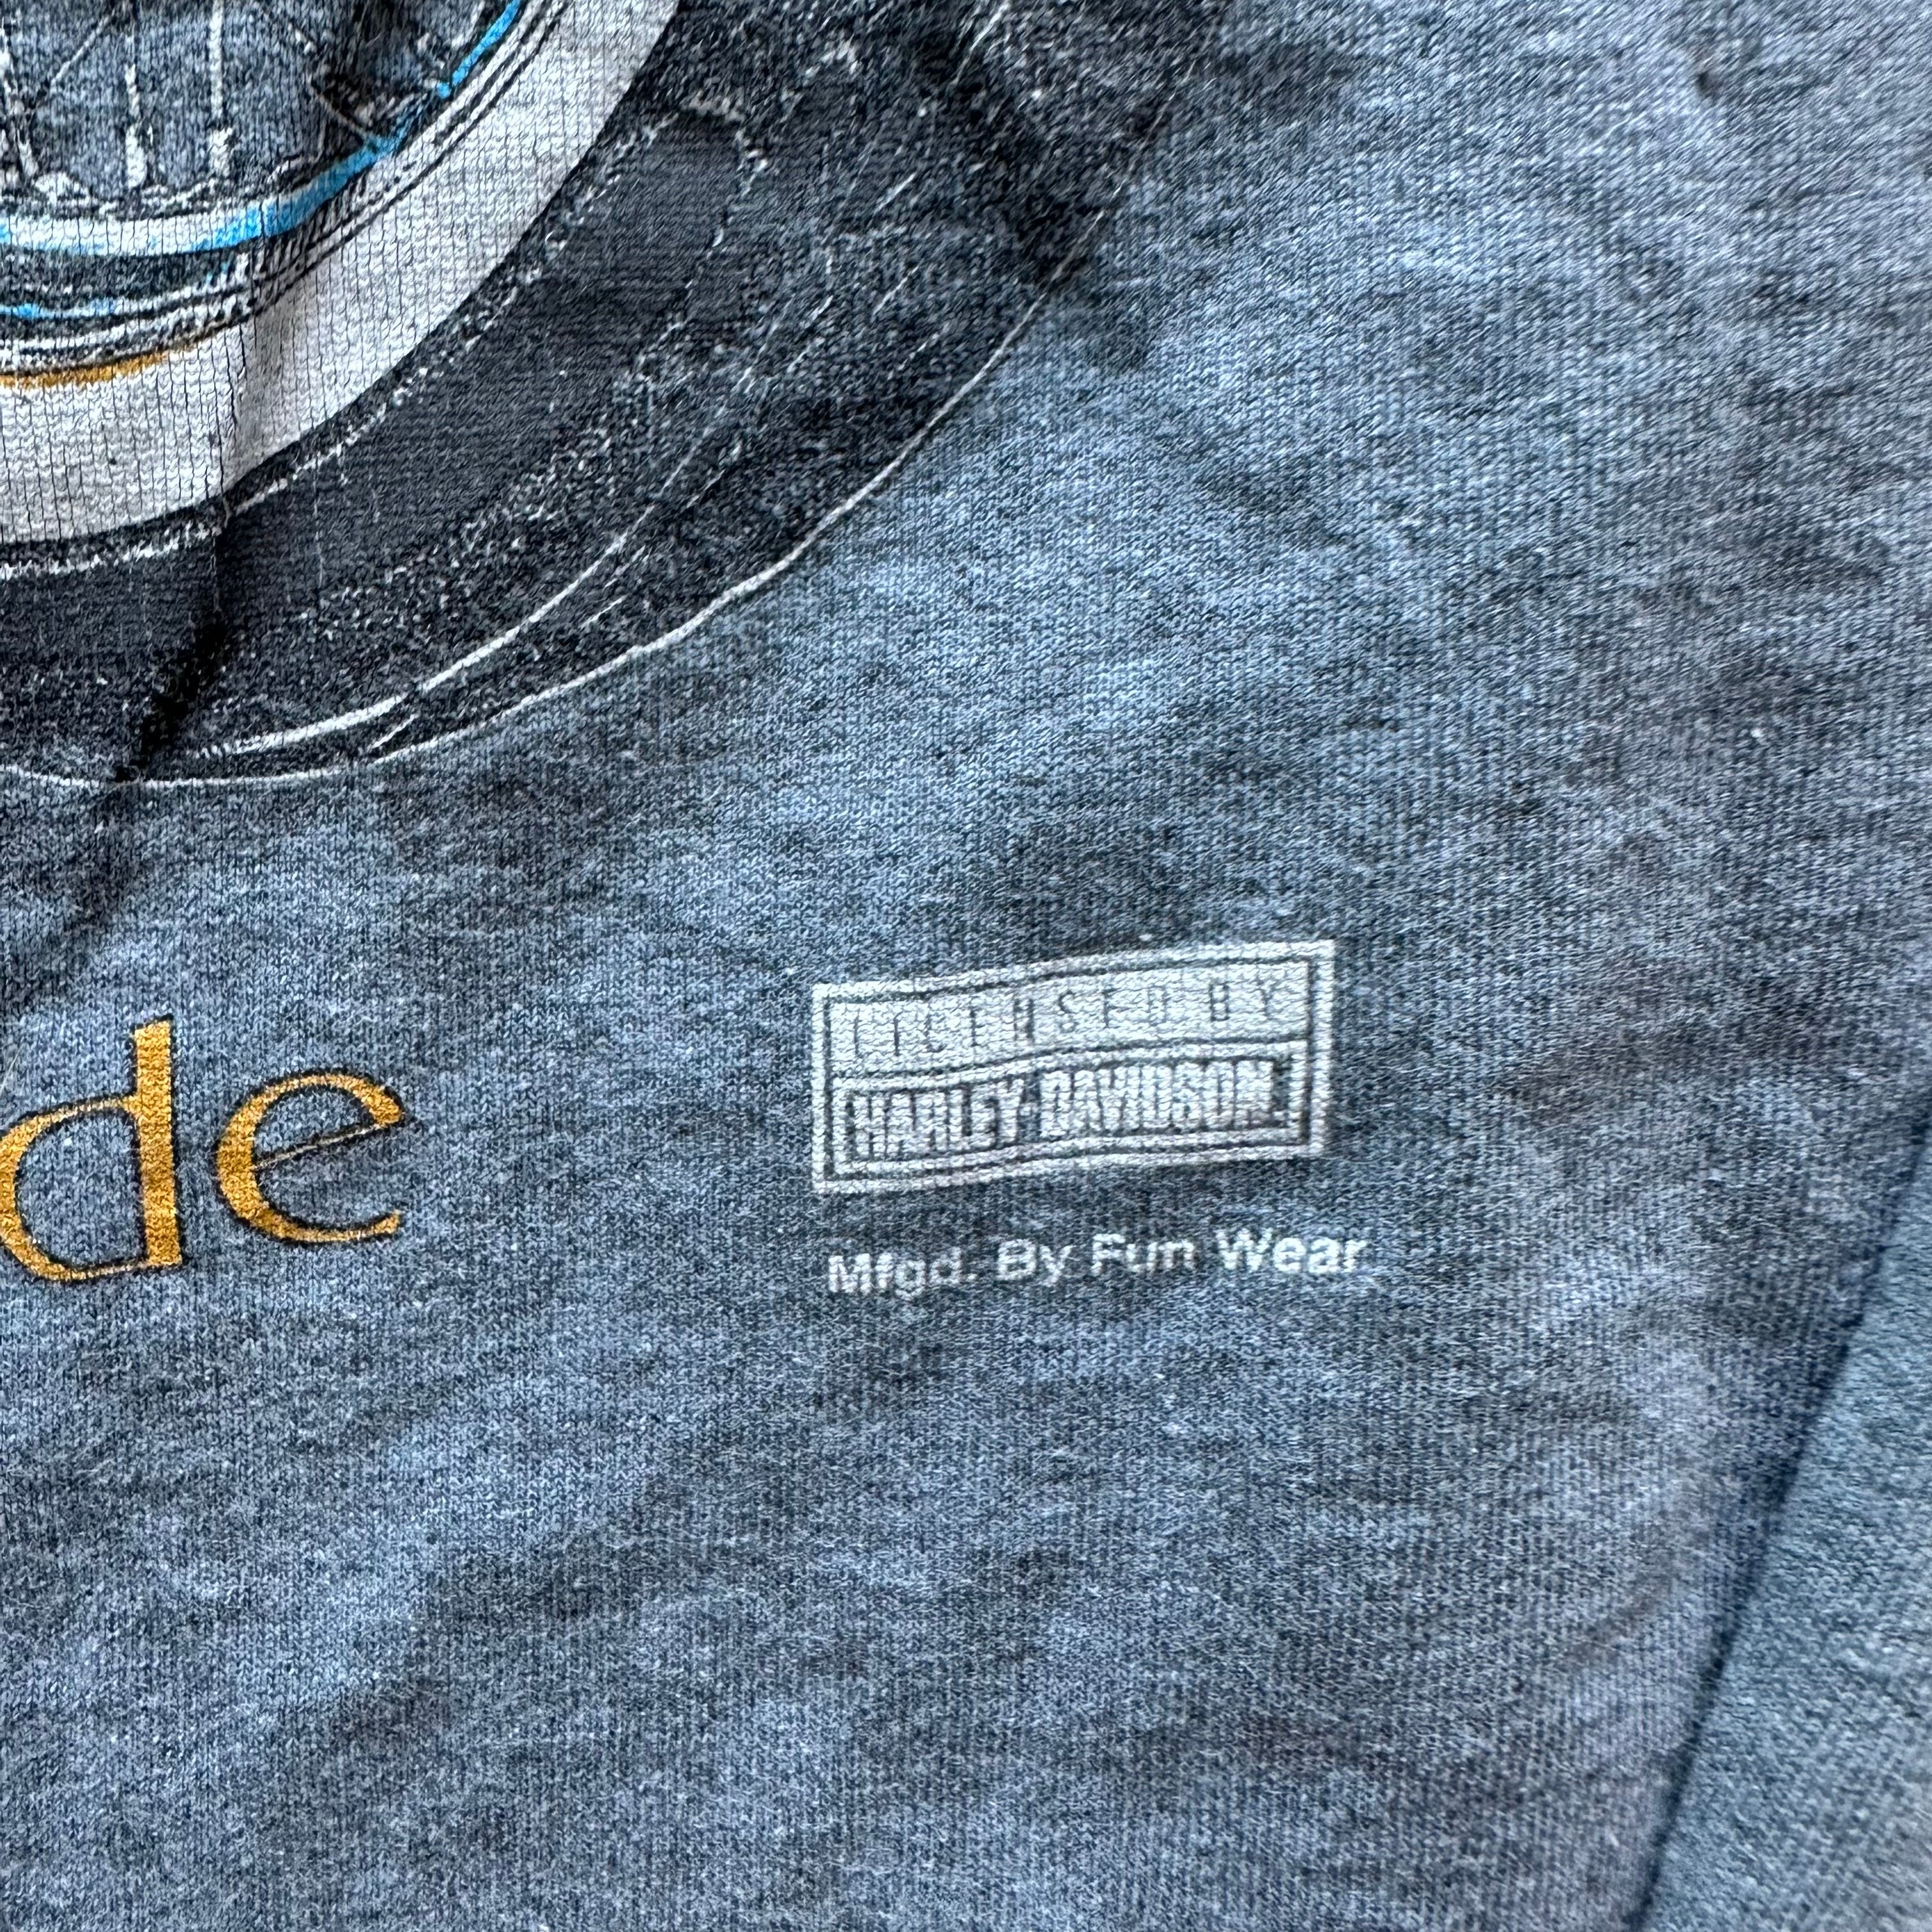 de
LICENSED BY
HARLEY-DAVIDSON
Mfgd. By Fun Wear